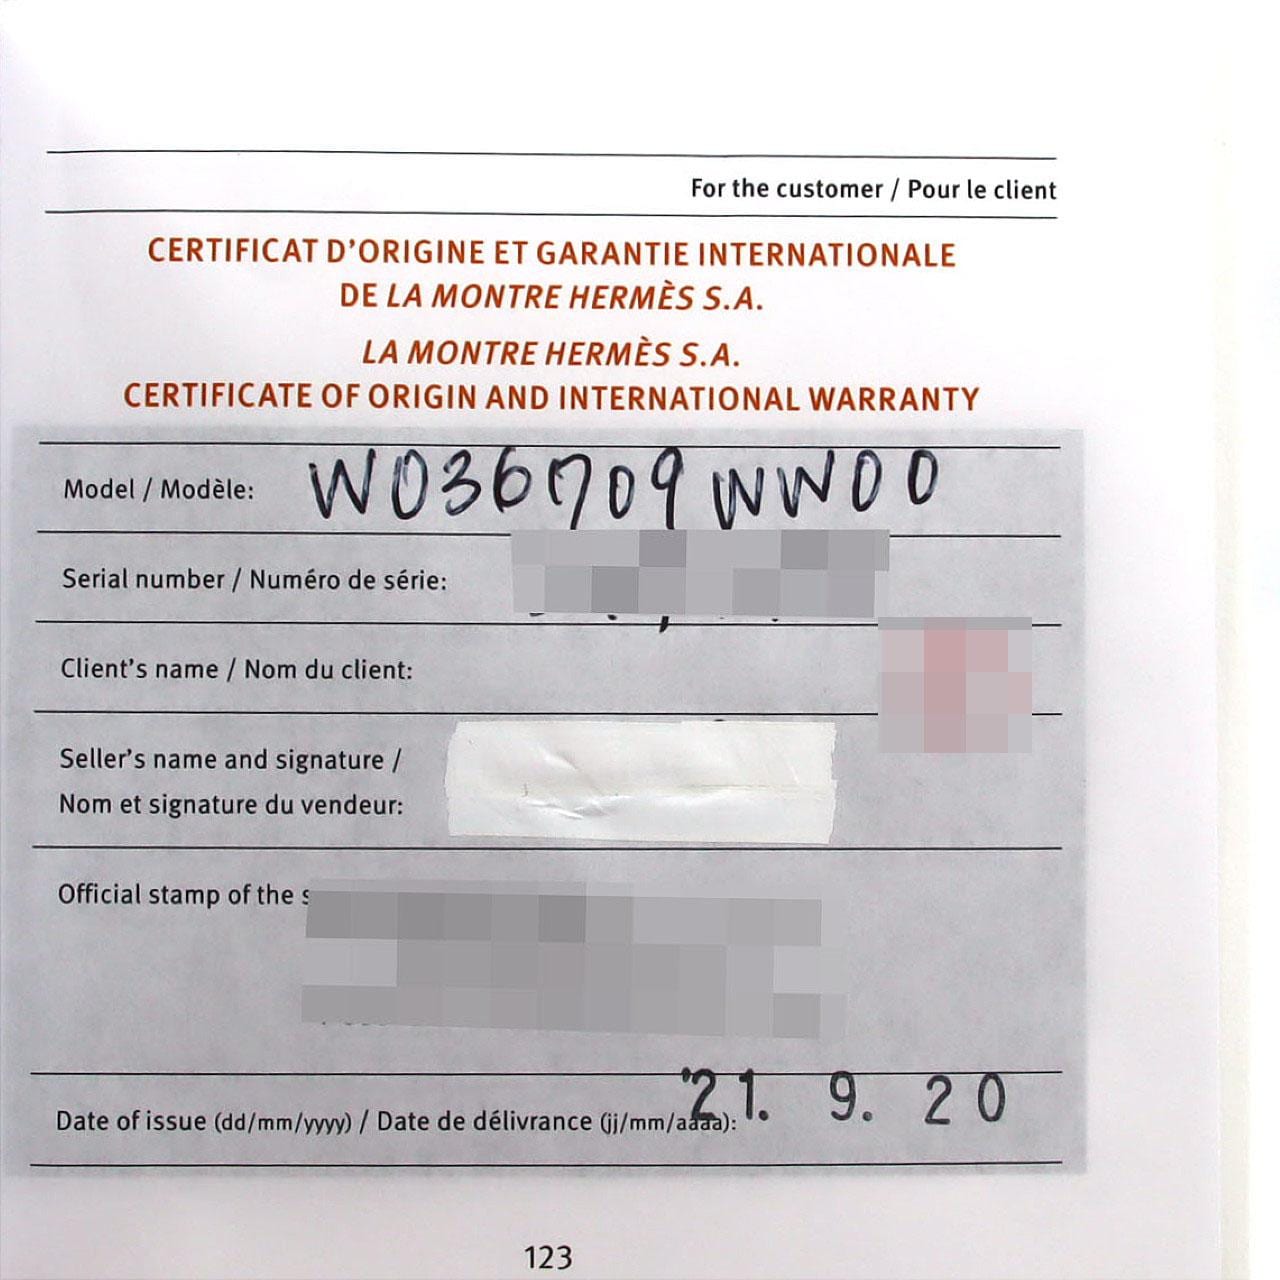 For the customer / Pour le client
CERTIFICAT D'ORIGINE ET GARANTIE INTERNATIONALE
DE LA MONTRE HERMÈS S.A.
LA MONTRE HERMÈS S.A.
CERTIFICATE OF ORIGIN AND INTERNATIONAL WARRANTY
Model / Modèle: W036709WW00
Serial number / Numéro de série:
Client's name / Nom du client:
Seller's name and signature /
Nom et signature du vendeur:
Official stamp of the
Date of issue (dd/mm/yyyy) / Date de délivrance (jj/mm/aaaa): '21. 9. 20
123